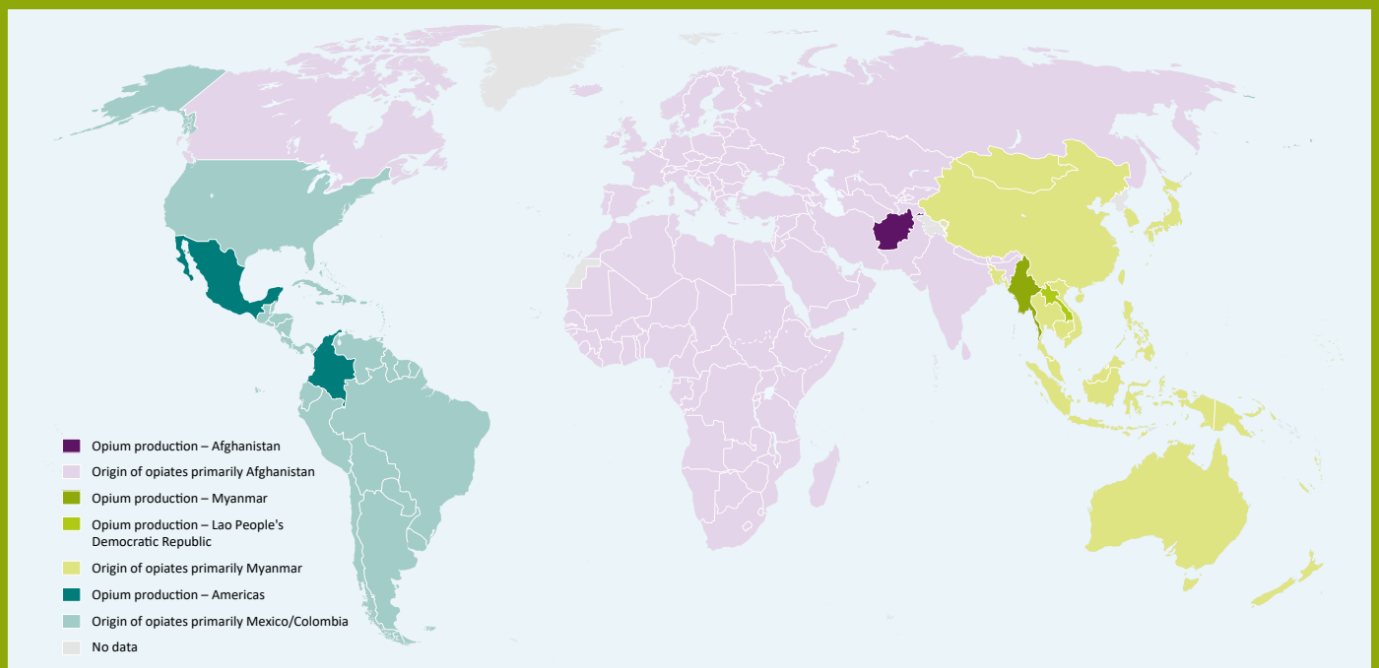 Opium production – Afghanistan
Origin of opiates primarily Afghanistan
Opium production – Myanmar
Opium production – Lao People's
Democratic Republic
Origin of opiates primarily Myanmar
Opium production – Americas
Origin of opiates primarily Mexico/Colombia
No data